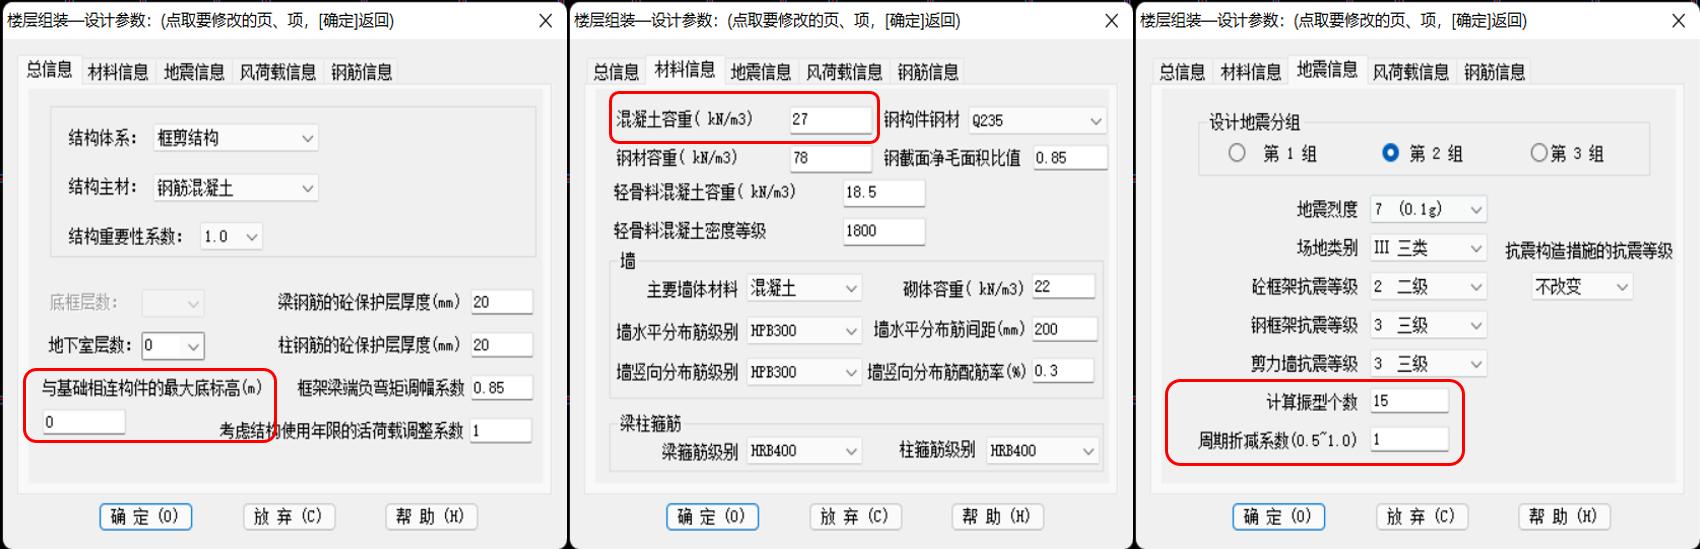 楼层组装—设计参数：(点取要修改的页、项，[确定]返回)
总信息 材料信息 地震信息 风荷载信息 钢筋信息
结构体系： 框剪结构
结构主材： 钢筋混凝土
结构重要性系数： 1.0
底框层数：
梁钢筋的砼保护层厚度(mm) 20
地下室层数： 0
柱钢筋的砼保护层厚度(mm) 20
与基础相连构件的最大底标高(m)
0
框架梁端负弯矩调幅系数 0.85
考虑结构使用年限的活荷载调整系数 1
确 定 (O) 放 弃 (C) 帮 助 (H)
楼层组装—设计参数：(点取要修改的页、项，[确定]返回)
总信息 材料信息 地震信息 风荷载信息 钢筋信息
混凝土容重( kN/m3) 27 钢构件钢材 Q235
钢材容重( kN/m3) 78 钢截面净毛面积比值 0.85
轻骨料混凝土容重( kN/m3) 18.5
轻骨料混凝土密度等级 1800
墙
主要墙体材料 混凝土 砌体容重( kN/m3) 22
墙水平分布筋级别 HPB300 墙水平分布筋间距(mm) 200
墙竖向分布筋级别 HPB300 墙竖向分布筋配筋率(%) 0.3
梁柱箍筋
梁箍筋级别 HRB400 柱箍筋级别 HRB400
确 定 (O) 放 弃 (C) 帮 助 (H)
楼层组装—设计参数：(点取要修改的页、项，[确定]返回)
总信息 材料信息 地震信息 风荷载信息 钢筋信息
设计地震分组
第 1 组 第 2 组 第 3 组
地震烈度 7 (0.1g)
场地类别 III 三类 抗震构造措施的抗震等级
砼框架抗震等级 2 二级 不改变
钢框架抗震等级 3 三级
剪力墙抗震等级 3 三级
计算振型个数 15
周期折减系数(0.5~1.0) 1
确 定 (O) 放 弃 (C) 帮 助 (H)